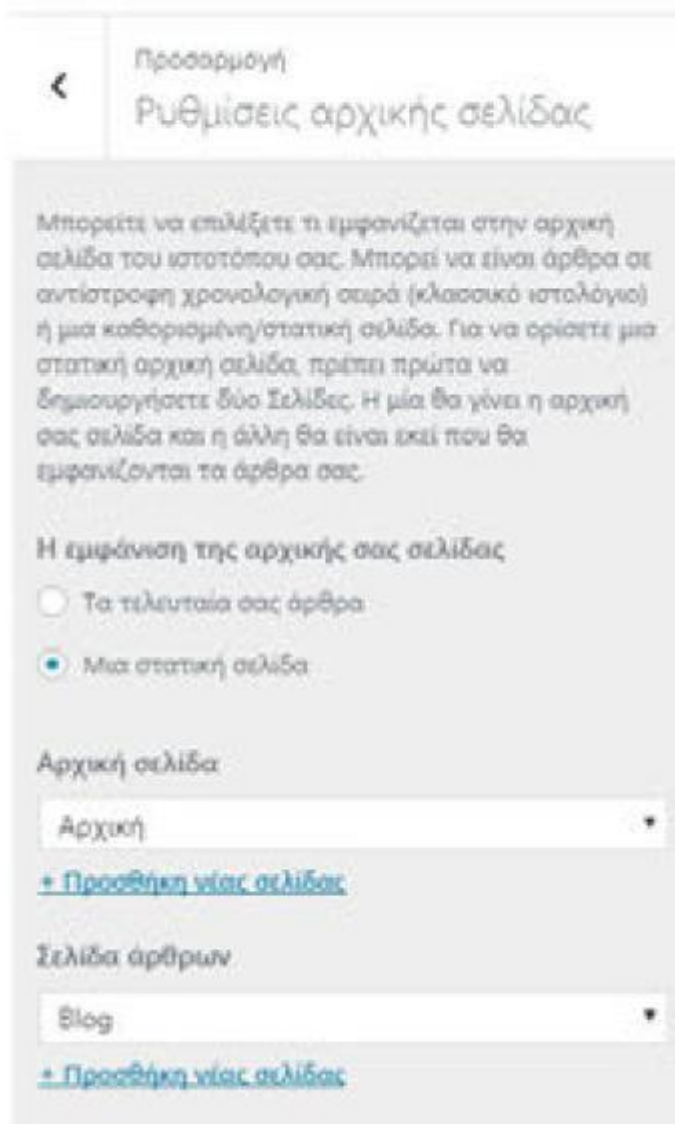 Προσαρμογή
Ρυθμίσεις αρχικής σελίδας
Μπορείτε να επιλέξετε τι εμφανίζεται στην αρχική
σελίδα του ιστοτόπου σας. Μπορεί να είναι άρθρα σε
αντίστροφη χρονολογική σειρά (κλασσικό ιστολόγιο)
ή μια καθορισμένη/στατική σελίδα. Για να ορίσετε μια
στατική αρχική σελίδα, πρέπει πρώτα να
δημιουργήσετε δύο Σελίδες. Η μία θα γίνει η αρχική
σας σελίδα και η άλλη θα είναι εκεί που θα
εμφανίζονται τα άρθρα σας.
Η εμφάνιση της αρχικής σας σελίδας
Τα τελευταία σας άρθρα
Μια στατική σελίδα
Αρχική σελίδα
Αρχική
+ Προσθήκη νέας σελίδας
Σελίδα άρθρων
Blog
+ Προσθήκη νέας σελίδας